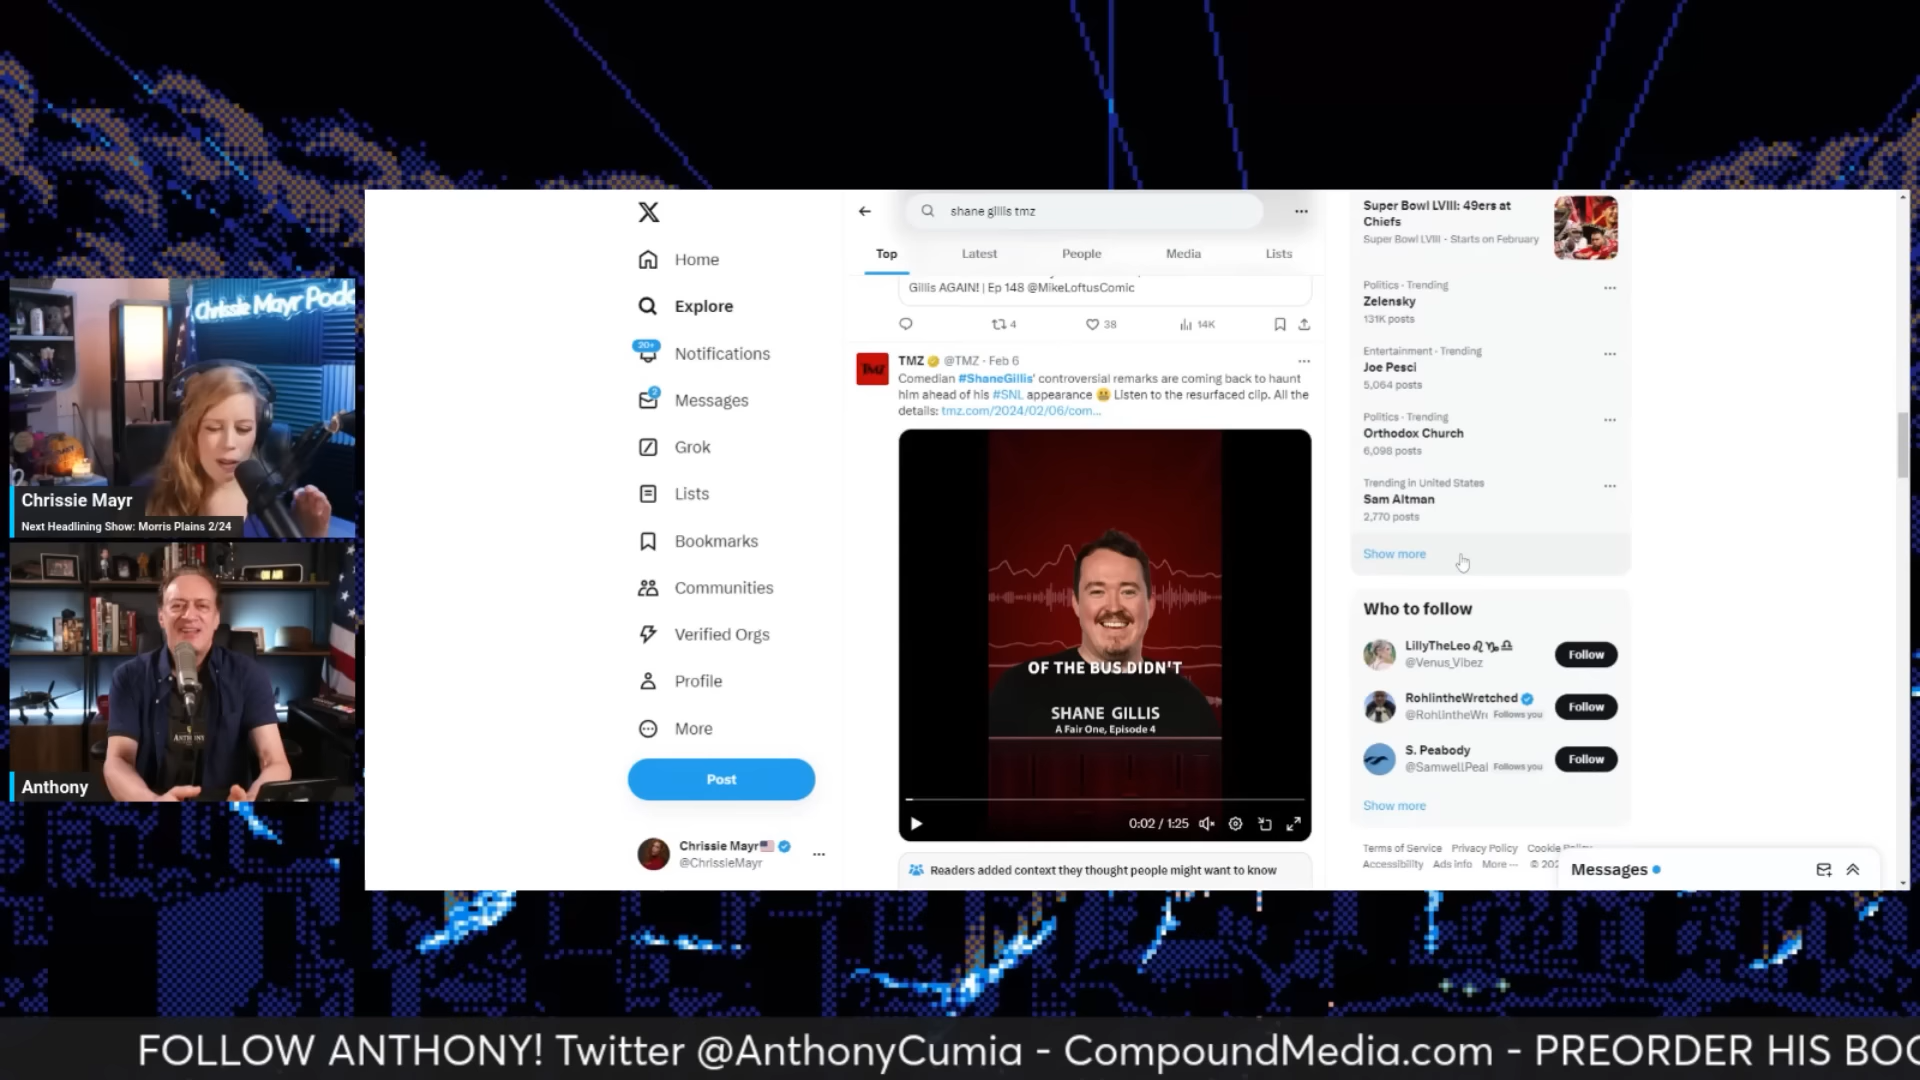 Chrissie Mayr Podc
Chrissie Mayr
Next Headlining Show: Morris Plains 2/24
ANTHONY
Anthony
X
Home
Explore
20+
Notifications
2
Messages
Grok
Lists
Bookmarks
Communities
Verified Orgs
Profile
More
Post
Chrissie Mayr
@ChrissieMayr
shane gillis tmz
Top
Latest
People
Media
Lists
Gillis AGAIN! | Ep 148 @MikeLoftusComic
4
38
14K
TMZ
TMZ @TMZ · Feb 6
Comedian #ShaneGillis' controversial remarks are coming back to haunt
him ahead of his #SNL appearance Listen to the resurfaced clip. All the
details: tmz.com/2024/02/06/com...
OF THE BUS DIDN'T
SHANE GILLIS
A Fair One, Episode 4
0:02 / 1:25
Readers added context they thought people might want to know
Super Bowl LVIII: 49ers at
Chiefs
Super Bowl LVIII · Starts on February
Politics · Trending
Zelensky
131K posts
Entertainment · Trending
Joe Pesci
5,064 posts
Politics · Trending
Orthodox Church
6,098 posts
Trending in United States
Sam Altman
2,770 posts
Show more
Who to follow
LillyTheLeo ♌︎♑︎♎︎
@Venus_Vibez
Follow
RohlintheWretched
@RohlintheWr Follows you
Follow
S. Peabody
@SamwellPeal Follows you
Follow
Show more
Terms of Service Privacy Policy Cookie Policy
Accessibility Ads info More ··· © 202
Messages
FOLLOW ANTHONY! Twitter @AnthonyCumia - CompoundMedia.com - PREORDER HIS BOO